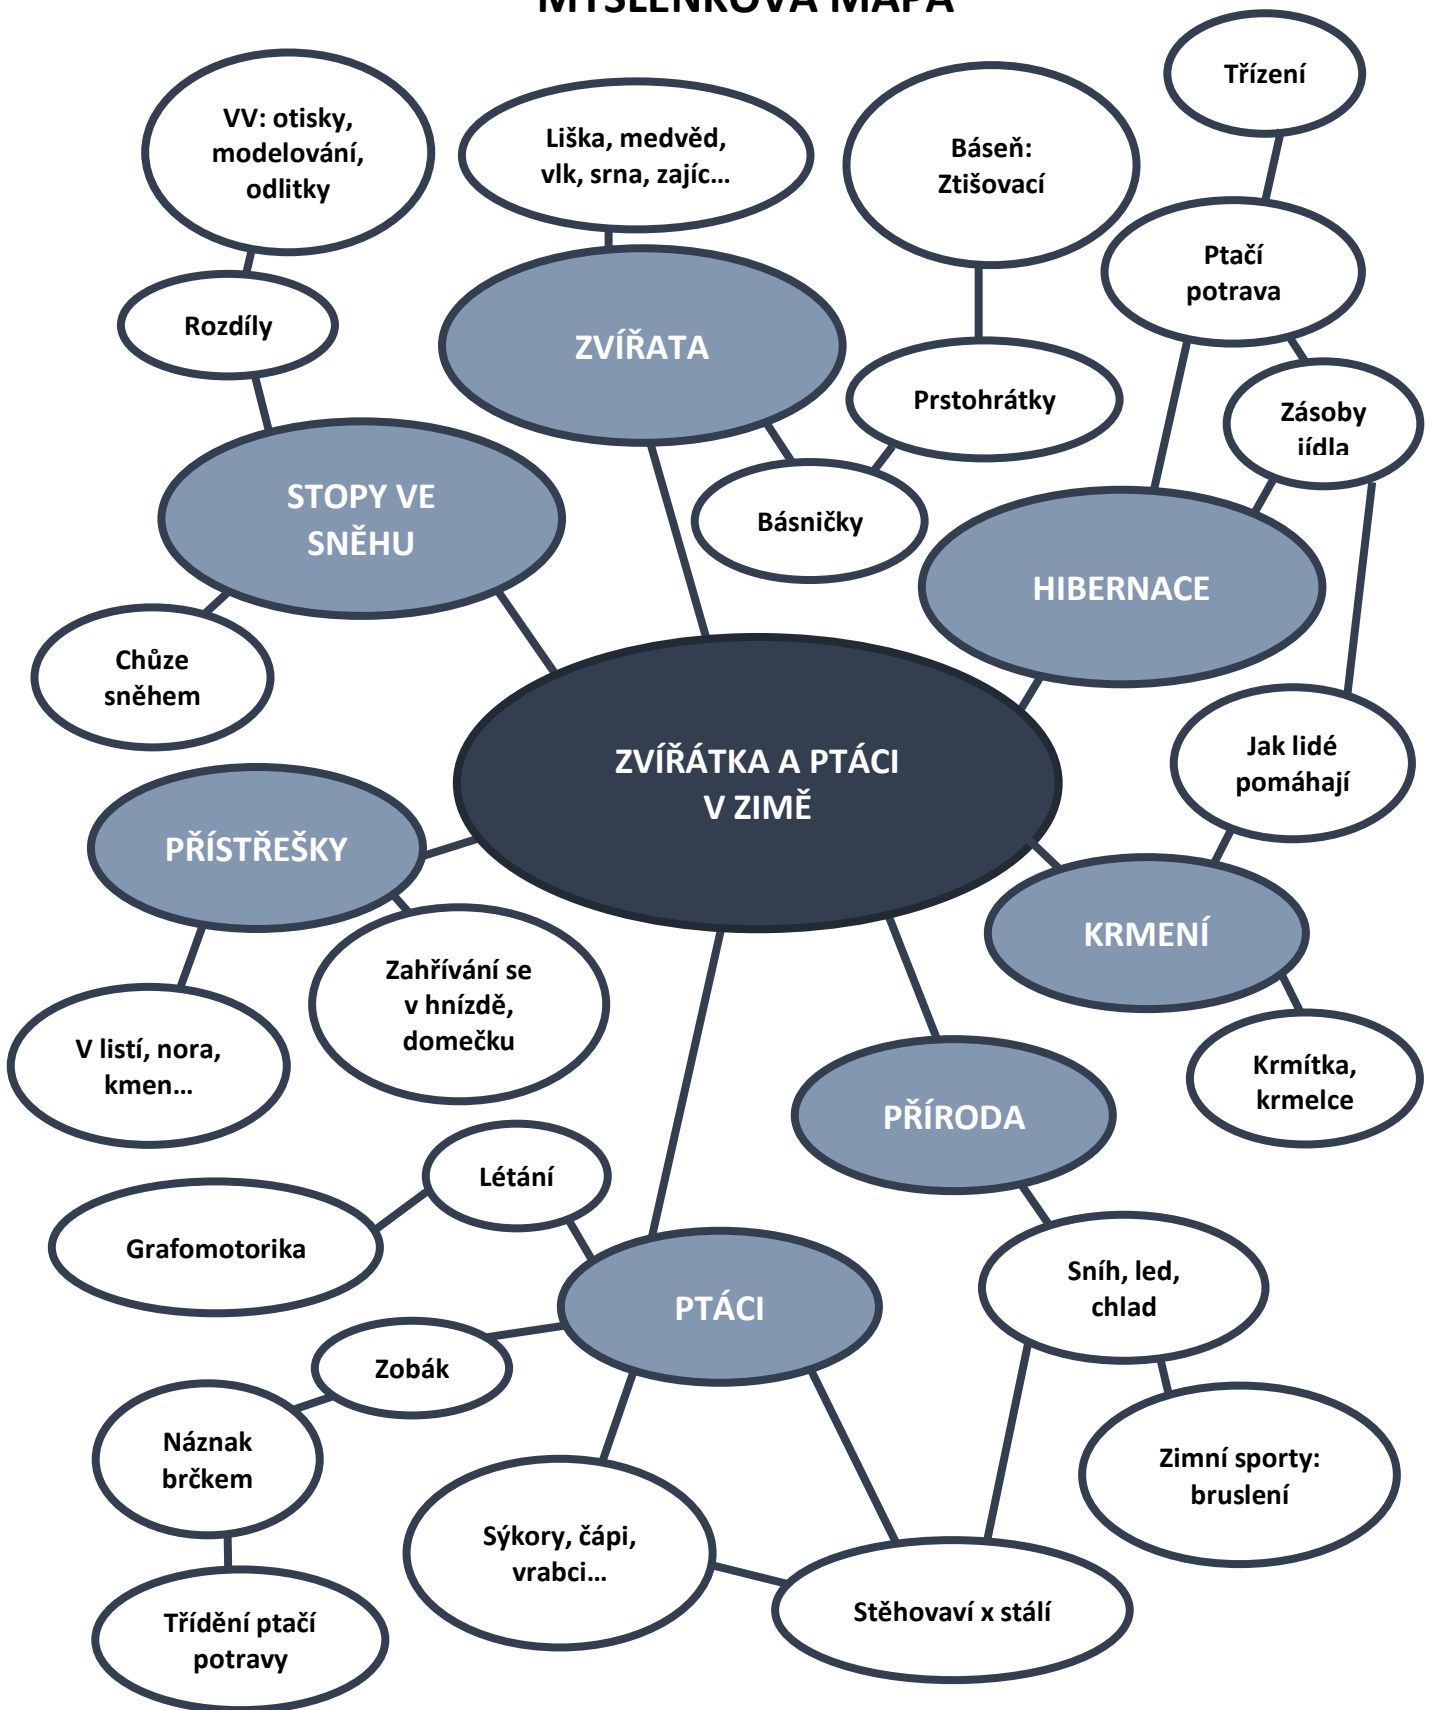 MYŠLENKOVÁ MAPA
Třízení
VV: otisky,
modelování,
odlitky
Liška, medvěd,
vlk, srna, zajíc…
Báseň:
Ztišovací
Ptačí
potrava
Rozdíly
ZVÍŘATA
Prstohrátky
Zásoby
jídla
STOPY VE
SNĚHU
Básničky
HIBERNACE
Chůze
sněhem
ZVÍŘÁTKA A PTÁCI
V ZIMĚ
Jak lidé
pomáhají
PŘÍSTŘEŠKY
KRMENÍ
Zahřívání se
v hnízdě,
domečku
V listí, nora,
kmen…
Krmítka,
krmelce
PŘÍRODA
Létání
Grafomotorika
Sníh, led,
chlad
PTÁCI
Zobák
Náznak
brčkem
Zimní sporty:
bruslení
Sýkory, čápi,
vrabci…
Stěhovaví x stálí
Třídění ptačí
potravy